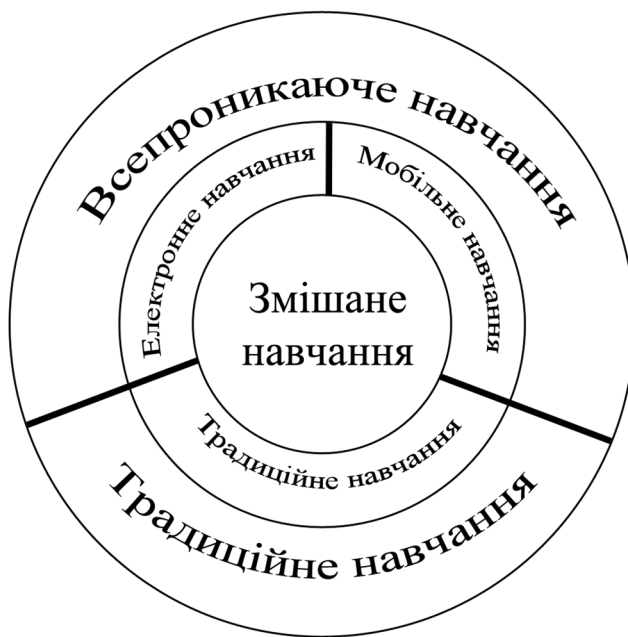 Всепроникаюче навчання
Електронне навчання
Мобільне навчання
Змішане
навчання
Традиційне навчання
Традиційне навчання